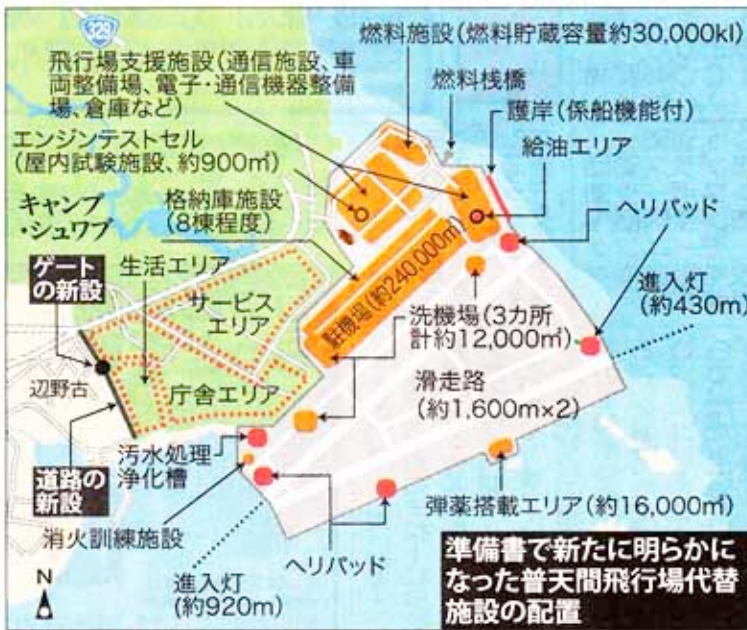 329
燃料施設(燃料貯蔵容量約30,000kl)
飛行場支援施設(通信施設、車
両整備場、電子・通信機器整備
場、倉庫など)
燃料桟橋
護岸(係船機能付)
給油エリア
エンジンテストセル
(屋内試験施設、約900㎡)
キャンプ
・シュワブ
格納庫施設
(8棟程度)
ヘリパッド
ゲート
の新設
生活エリア
サービス
エリア
駐機場(約240,000㎡)
進入灯
(約430m)
洗機場(3カ所
計約12,000㎡)
辺野古
庁舎エリア
滑走路
(約1,600m×2)
汚水処理
浄化槽
道路の
新設
弾薬搭載エリア(約16,000㎡)
消火訓練施設
ヘリパッド
進入灯
(約920m)
N
準備書で新たに明らかに
なった普天間飛行場代替
施設の配置